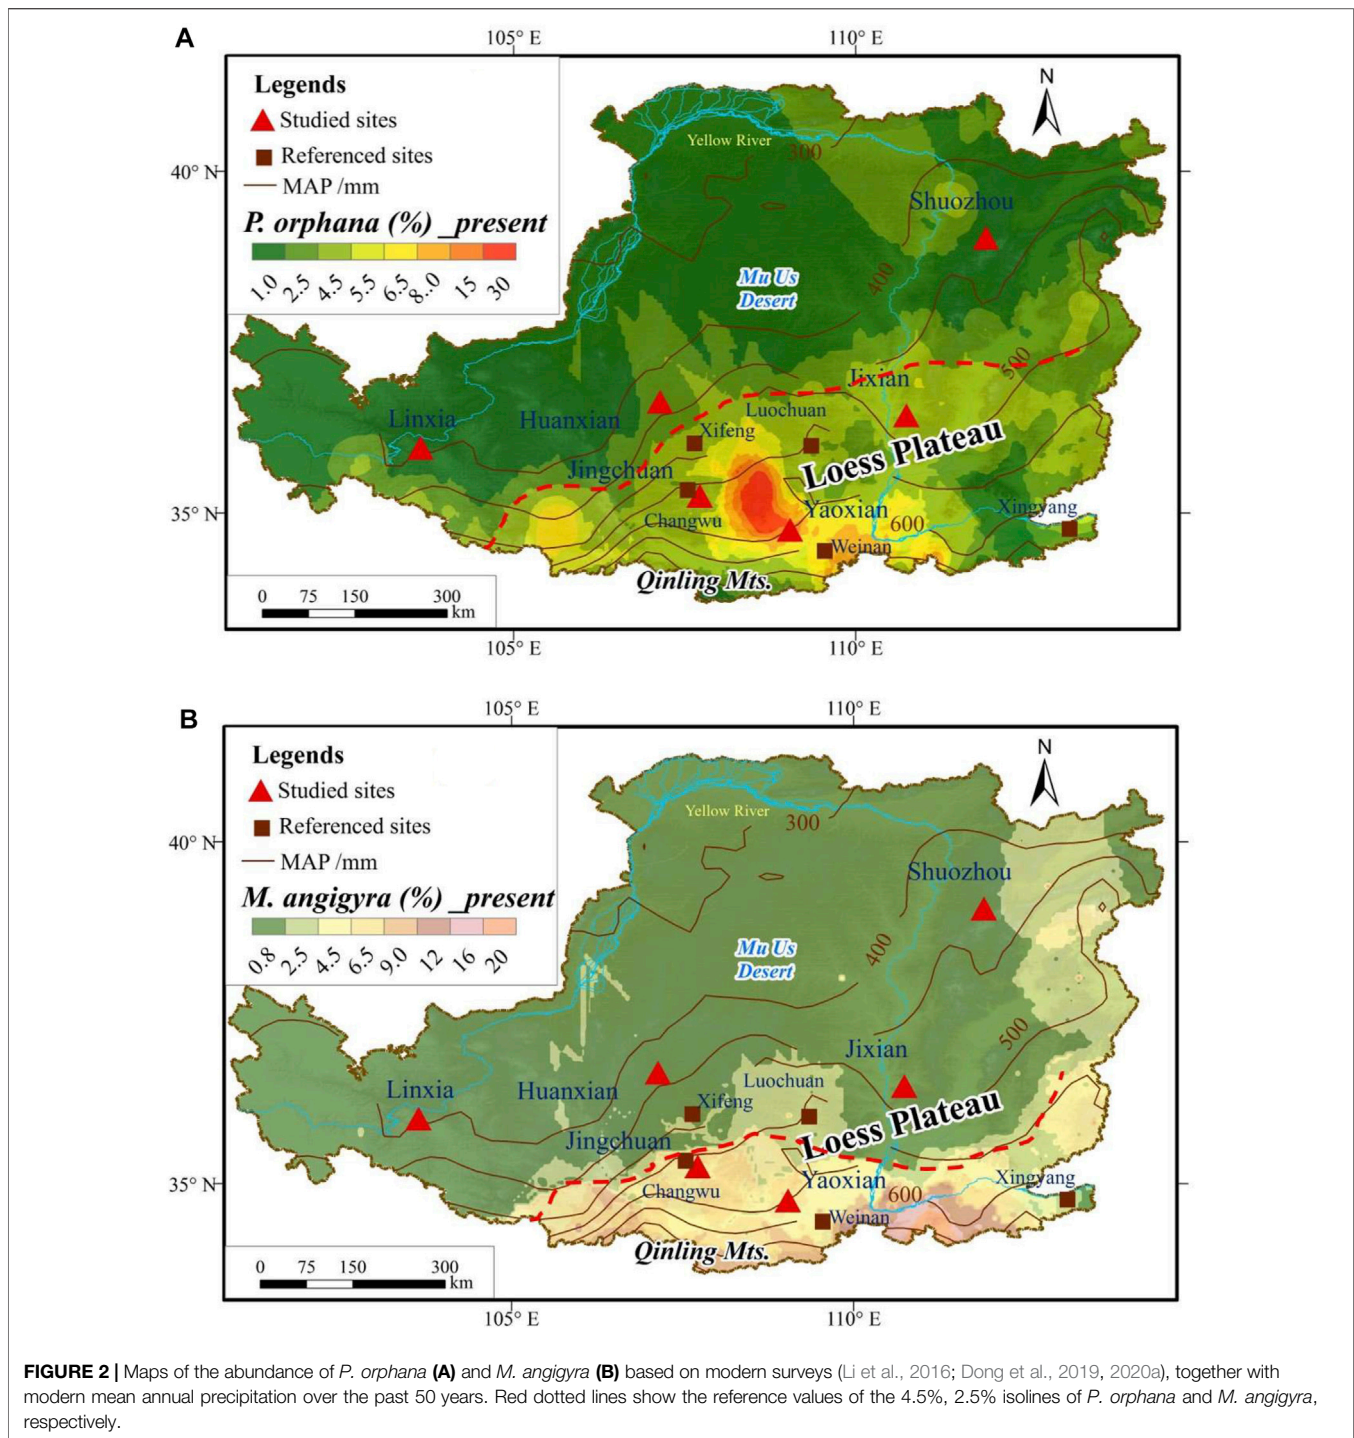 A
105° E 110° E
Legends
Studied sites
Referenced sites
MAP /mm
P. orphana (%) _present
1.0 2.5 4.5 5.5 6.5 8..0 15 30
N
Yellow River
300
40° N
Shuozhou
Mu Us
Desert
400
500
Jixian
Linxia
Huanxian
Luochuan
Xifeng
Loess Plateau
Jingchuan
Changwu
Yaoxian
Xingyang
35° N
600
Weinan
Qinling Mts.
0 75 150 300
km
105° E 110° E
B
105° E 110° E
Legends
Studied sites
Referenced sites
MAP /mm
M. angigyra (%) _present
0.8 2.5 4.5 6.5 9.0 12 16 20
N
Yellow River
300
40° N
Shuozhou
Mu Us
Desert
400
500
Jixian
Linxia
Huanxian
Luochuan
Xifeng
Loess Plateau
Jingchuan
Changwu
Yaoxian
Xingyang
35° N
600
Weinan
Qinling Mts.
0 75 150 300
km
105° E 110° E
FIGURE 2 | Maps of the abundance of P. orphana (A) and M. angigyra (B) based on modern surveys (Li et al., 2016; Dong et al., 2019, 2020a), together with
modern mean annual precipitation over the past 50 years. Red dotted lines show the reference values of the 4.5%, 2.5% isolines of P. orphana and M. angigyra,
respectively.